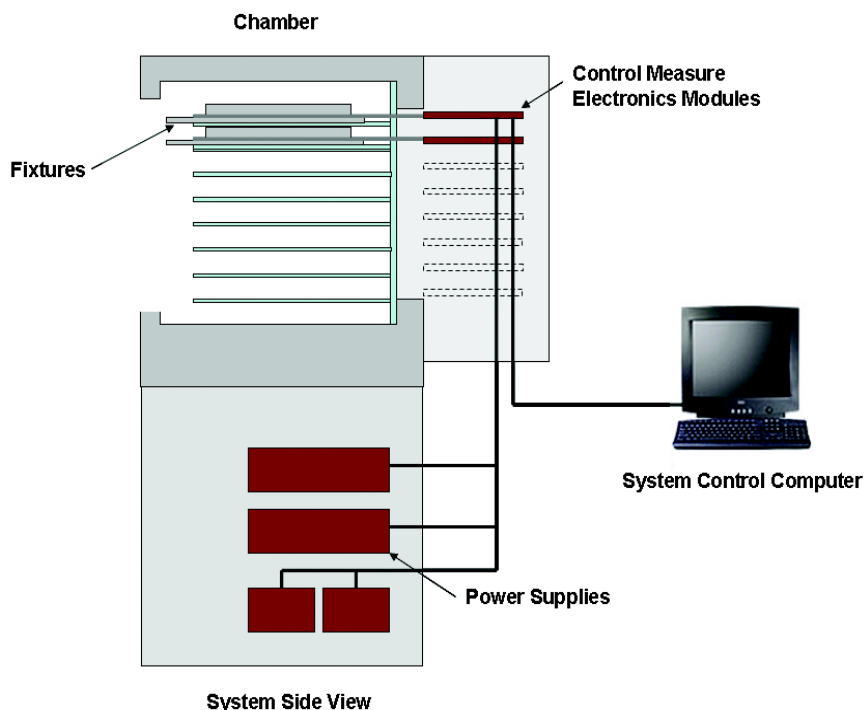 Chamber
Control Measure
Electronics Modules
Fixtures
System Control Computer
Power Supplies
System Side View